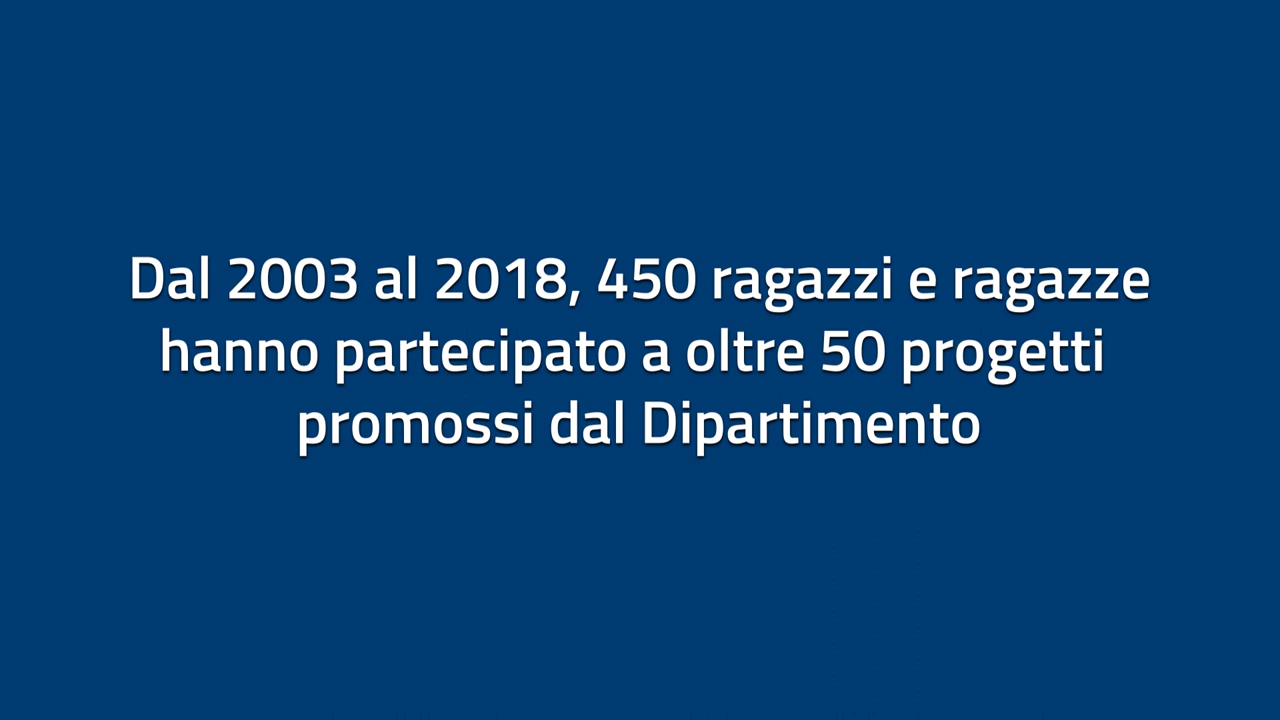 Dal 2003 al 2018, 450 ragazzi e ragazze
hanno partecipato a oltre 50 progetti
promossi dal Dipartimento